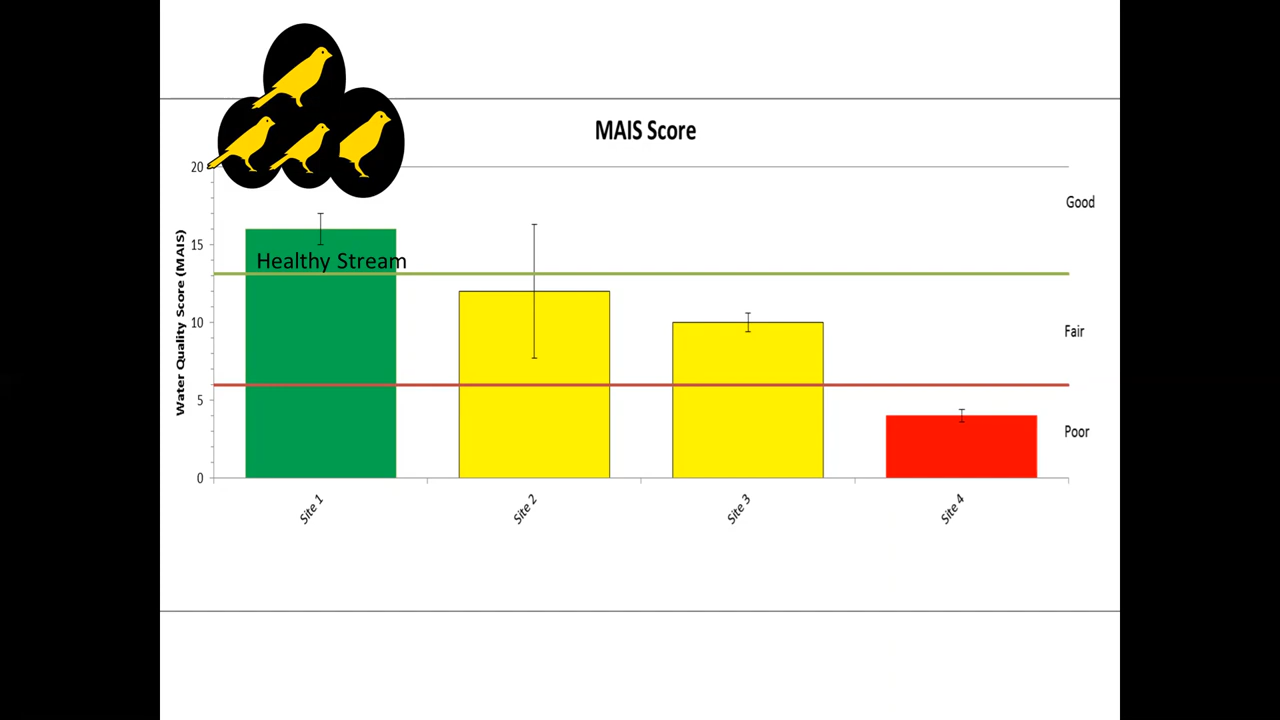 MAIS Score
20
Good
Water Quality Score (MAIS)
15
Healthy Stream
10
Fair
5
Poor
0
Site 1
Site 2
Site 3
Site 4